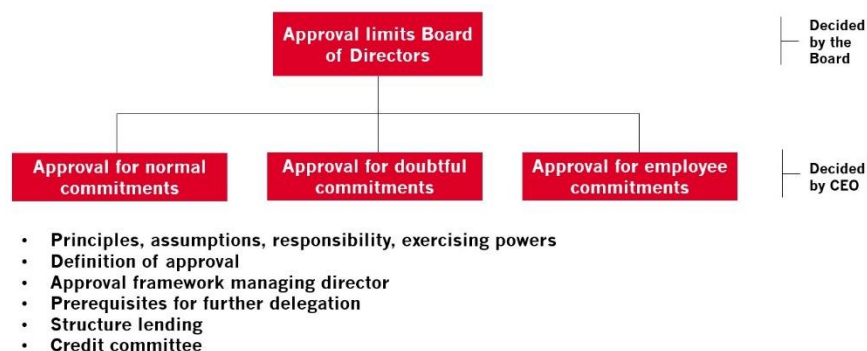 Approval limits Board
of Directors
Decided
by the
Board
Approval for normal
commitments
Approval for doubtful
commitments
Approval for employee
commitments
Decided
by CEO
• Principles, assumptions, responsibility, exercising powers
• Definition of approval
• Approval framework managing director
• Prerequisites for further delegation
• Structure lending
• Credit committee